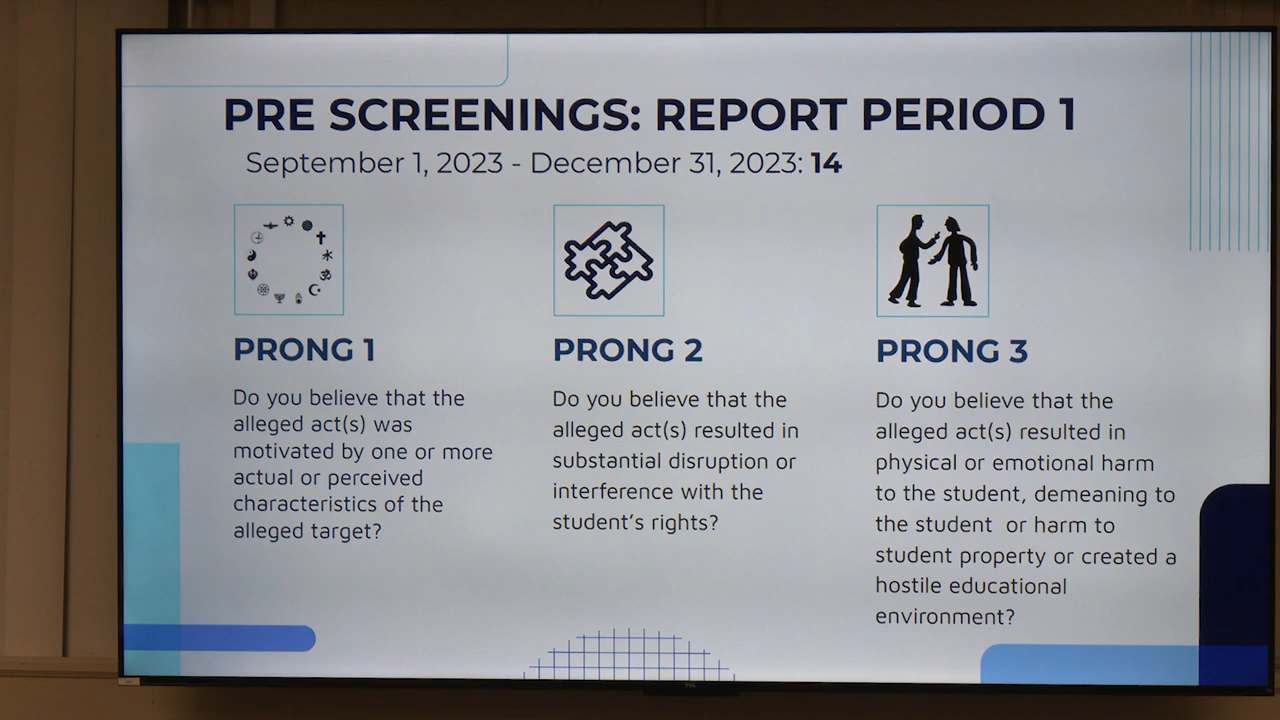 PRE SCREENINGS: REPORT PERIOD 1
September 1, 2023 - December 31, 2023: 14
PRONG 1
Do you believe that the
alleged act(s) was
motivated by one or more
actual or perceived
characteristics of the
alleged target?
PRONG 2
Do you believe that the
alleged act(s) resulted in
substantial disruption or
interference with the
student's rights?
PRONG 3
Do you believe that the
alleged act(s) resulted in
physical or emotional harm
to the student, demeaning to
the student or harm to
student property or created a
hostile educational
environment?
TCL